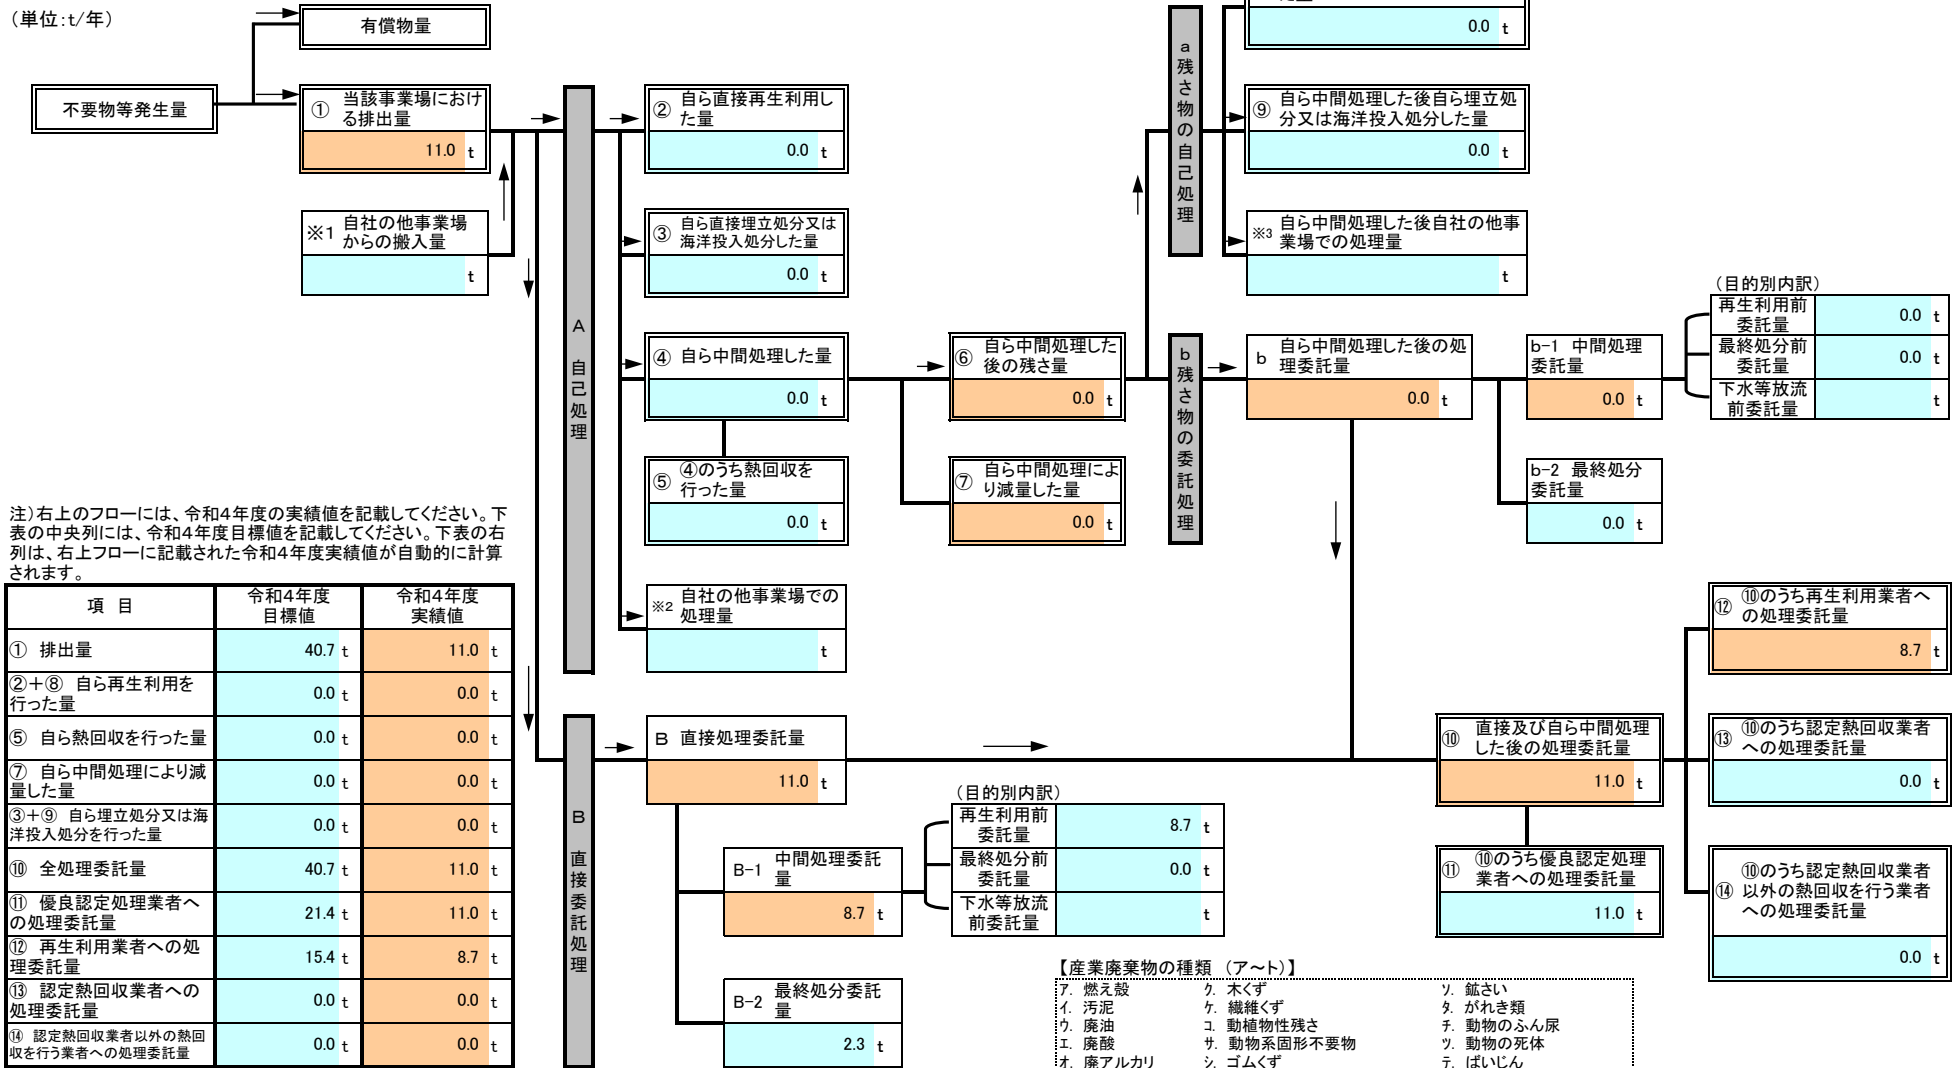 （単位：t/年）
有償物量
不要物等発生量
① 当該事業場におけ
る排出量
11.0 t
※1 自社の他事業場
からの搬入量
t
A 自己処理
② 自ら直接再生利用し
た量
0.0 t
③ 自ら直接埋立処分又は
海洋投入処分した量
0.0 t
④ 自ら中間処理した量
0.0 t
⑤ ④のうち熱回収を
行った量
0.0 t
※2 自社の他事業場での
処理量
t
⑥ 自ら中間処理した
後の残さ量
0.0 t
⑦ 自ら中間処理によ
り減量した量
0.0 t
a残さ物の自己処理
0.0 t
⑨ 自ら中間処理した後自ら埋立処
分又は海洋投入処分した量
0.0 t
※3 自ら中間処理した後自社の他事
業場での処理量
t
b残さ物の委託処理
b 自ら中間処理した後の処
理委託量
0.0 t
b-1 中間処理
委託量
0.0 t
b-2 最終処分
委託量
0.0 t
（目的別内訳）
再生利用前
委託量
0.0 t
最終処分前
委託量
0.0 t
下水等放流
前委託量
t
注）右上のフローには、令和4年度の実績値を記載してください。下
表の中央列には、令和4年度目標値を記載してください。下表の右
列は、右上フローに記載された令和4年度実績値が自動的に計算
されます。
項 目 令和4年度
目標値 令和4年度
実績値
① 排出量 40.7 t 11.0 t
②＋⑧ 自ら再生利用を
行った量 0.0 t 0.0 t
⑤ 自ら熱回収を行った量 0.0 t 0.0 t
⑦ 自ら中間処理により減
量した量 0.0 t 0.0 t
③＋⑨ 自ら埋立処分又は海
洋投入処分を行った量 0.0 t 0.0 t
⑩ 全処理委託量 40.7 t 11.0 t
⑪ 優良認定処理業者へ
の処理委託量 21.4 t 11.0 t
⑫ 再生利用業者への処
理委託量 15.4 t 8.7 t
⑬ 認定熱回収業者への
処理委託量 0.0 t 0.0 t
⑭ 認定熱回収業者以外の熱回
収を行う業者への処理委託量 0.0 t 0.0 t
B 直接委託処理
B 直接処理委託量
11.0 t
B-1 中間処理委託
量
8.7 t
B-2 最終処分委託
量
2.3 t
（目的別内訳）
再生利用前
委託量
8.7 t
最終処分前
委託量
0.0 t
下水等放流
前委託量
t
⑩ 直接及び自ら中間処理
した後の処理委託量
11.0 t
⑪ ⑩のうち優良認定処理
業者への処理委託量
11.0 t
⑫ ⑩のうち再生利用業者へ
の処理委託量
8.7 t
⑬ ⑩のうち認定熱回収業者
への処理委託量
0.0 t
⑭ ⑩のうち認定熱回収業者
以外の熱回収を行う業者
への処理委託量
0.0 t
【産業廃棄物の種類 （ア～ト）】
ア. 燃え殻 ク. 木くず ソ. 鉱さい
イ. 汚泥 ケ. 繊維くず タ. がれき類
ウ. 廃油 コ. 動植物性残さ チ. 動物のふん尿
エ. 廃酸 サ. 動物系固形不要物 ツ. 動物の死体
オ. 廃アルカリ シ. ゴムくず テ. ばいじん